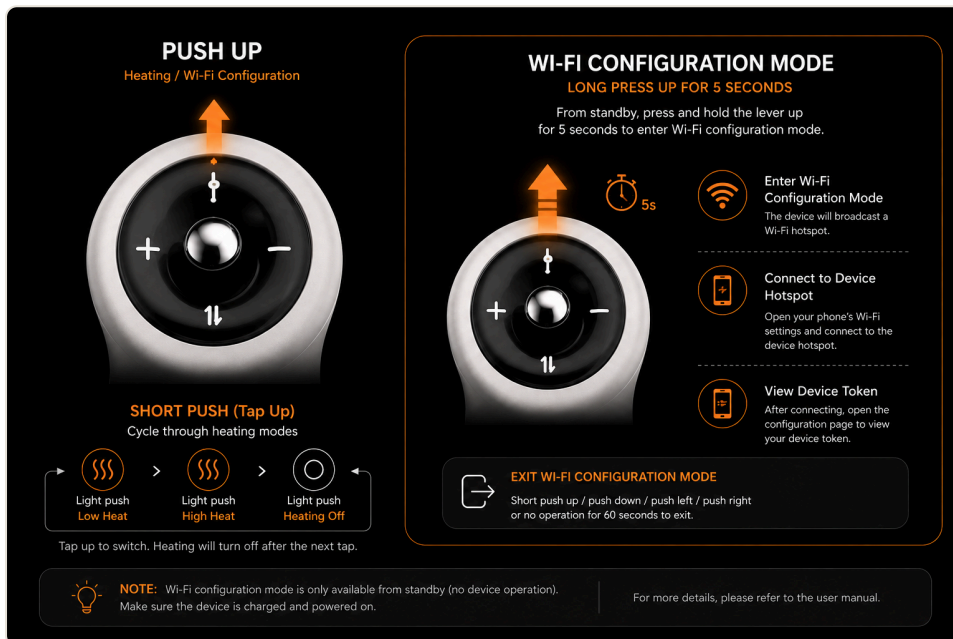 PUSH UP
Heating / Wi-Fi Configuration
+
−
SHORT PUSH (Tap Up)
Cycle through heating modes
Light push
Low Heat
>
Light push
High Heat
>
Light push
Heating Off
Tap up to switch. Heating will turn off after the next tap.
WI-FI CONFIGURATION MODE
LONG PRESS UP FOR 5 SECONDS
From standby, press and hold the lever up
for 5 seconds to enter Wi-Fi configuration mode.
5s
+
−
Enter Wi-Fi
Configuration Mode
The device will broadcast a
Wi-Fi hotspot.
Connect to Device
Hotspot
Open your phone's Wi-Fi
settings and connect to the
device hotspot.
View Device Token
After connecting, open the
configuration page to view
your device token.
EXIT WI-FI CONFIGURATION MODE
Short push up / push down / push left / push right
or no operation for 60 seconds to exit.
NOTE: Wi-Fi configuration mode is only available from standby (no device operation).
Make sure the device is charged and powered on.
For more details, please refer to the user manual.